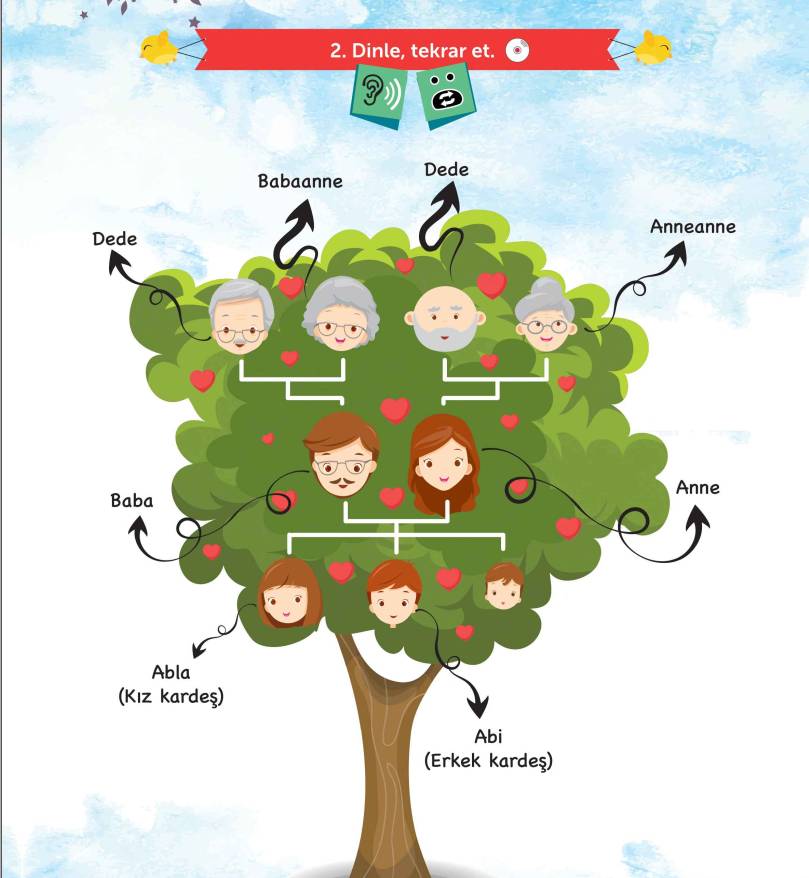 2. Dinle, tekrar et.
Dede
Babaanne
Dede
Anneanne
Baba
Anne
Abla
(Kız kardeş)
Abi
(Erkek kardeş)